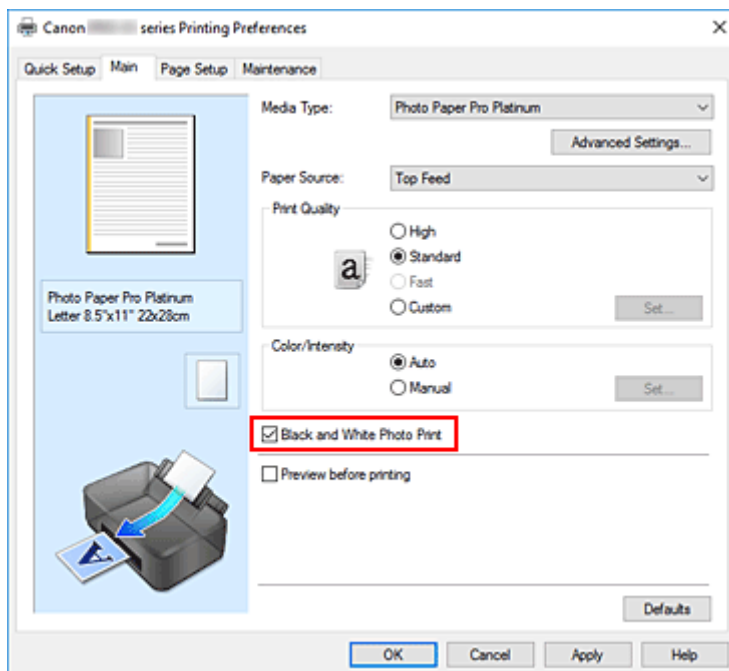 Canon series Printing Preferences
Quick Setup Main Page Setup Maintenance
Media Type: Photo Paper Pro Platinum
Advanced Settings...
Paper Source: Top Feed
Print Quality
High
a Standard
Fast
Custom Set...
Photo Paper Pro Platinum
Letter 8.5"x11" 22x28cm
Color/Intensity
Auto
Manual Set...
Black and White Photo Print
Preview before printing
A
Defaults
OK Cancel Apply Help